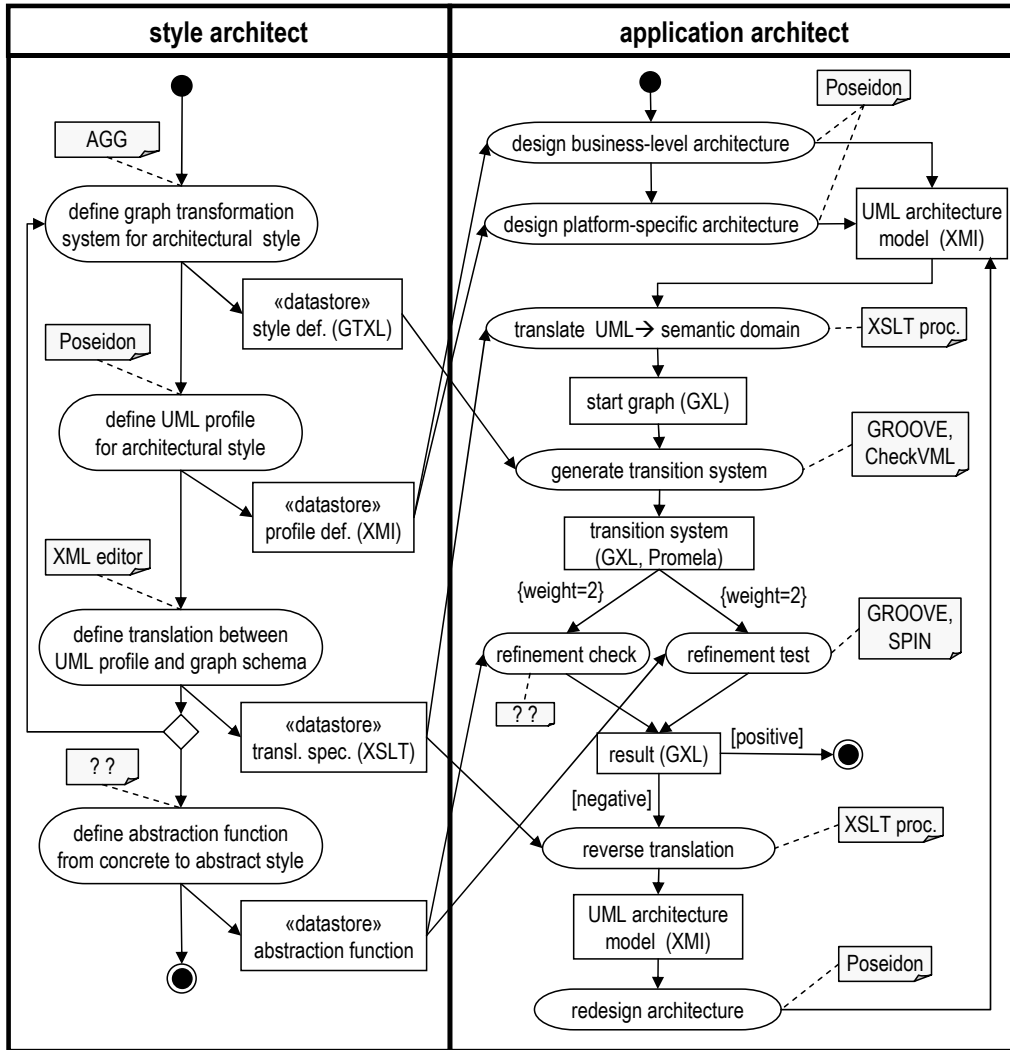 style architect
application architect
AGG
define graph transformation
system for architectural style
«datastore»
style def. (GTXL)
Poseidon
define UML profile
for architectural style
«datastore»
profile def. (XMI)
XML editor
define translation between
UML profile and graph schema
«datastore»
transl. spec. (XSLT)
? ?
define abstraction function
from concrete to abstract style
«datastore»
abstraction function
Poseidon
design business-level architecture
design platform-specific architecture
UML architecture
model (XMI)
translate UML→ semantic domain
XSLT proc.
start graph (GXL)
generate transition system
GROOVE,
CheckVML
transition system
(GXL, Promela)
{weight=2}
{weight=2}
refinement check
refinement test
GROOVE,
SPIN
? ?
result (GXL)
[positive]
[negative]
reverse translation
XSLT proc.
UML architecture
model (XMI)
Poseidon
redesign architecture